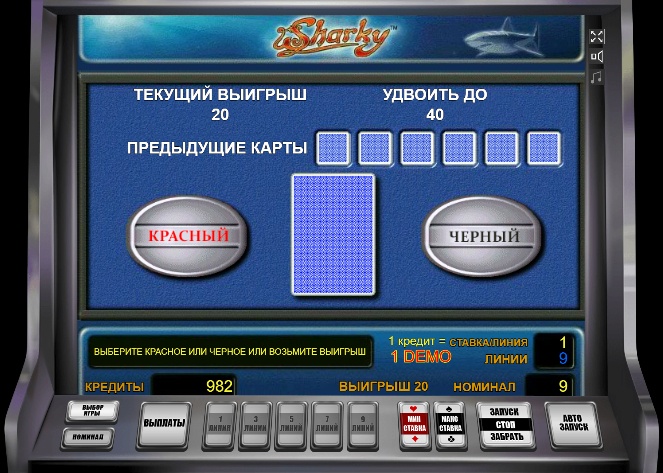 Sharky™
ТЕКУЩИЙ ВЫИГРЫШ
20
УДВОИТЬ ДО
40
ПРЕДЫДУЩИЕ КАРТЫ
КРАСНЫЙ
ЧЕРНЫЙ
ВЫБЕРИТЕ КРАСНОЕ ИЛИ ЧЕРНОЕ ИЛИ ВОЗЬМИТЕ ВЫИГРЫШ
1 кредит =
1 DEMO
СТАВКА/ЛИНИЯ 1
ЛИНИИ 9
КРЕДИТЫ 982
ВЫИГРЫШ 20
НОМИНАЛ 9
ВЫБОР
ИГРЫ
НОМИНАЛ
ВЫПЛАТЫ
1
ЛИНИЯ
3
ЛИНИИ
5
ЛИНИЙ
7
ЛИНИЙ
9
ЛИНИЙ
МИН
СТАВКА
МАКС
СТАВКА
ЗАПУСК
СТОП
ЗАБРАТЬ
АВТО
ЗАПУСК